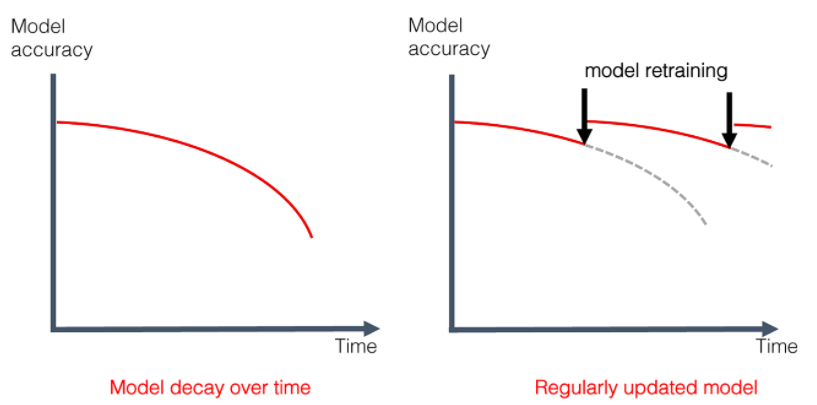 Model
accuracy
Time
Model decay over time
Model
accuracy
model retraining
Time
Regularly updated model